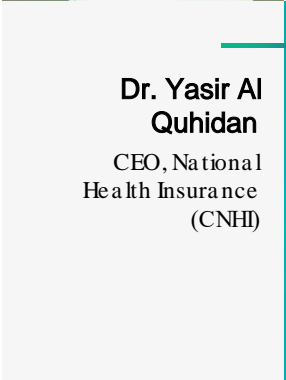 Dr. Yasir Al
Quhidan
CEO, National
Health Insurance
(CNHI)